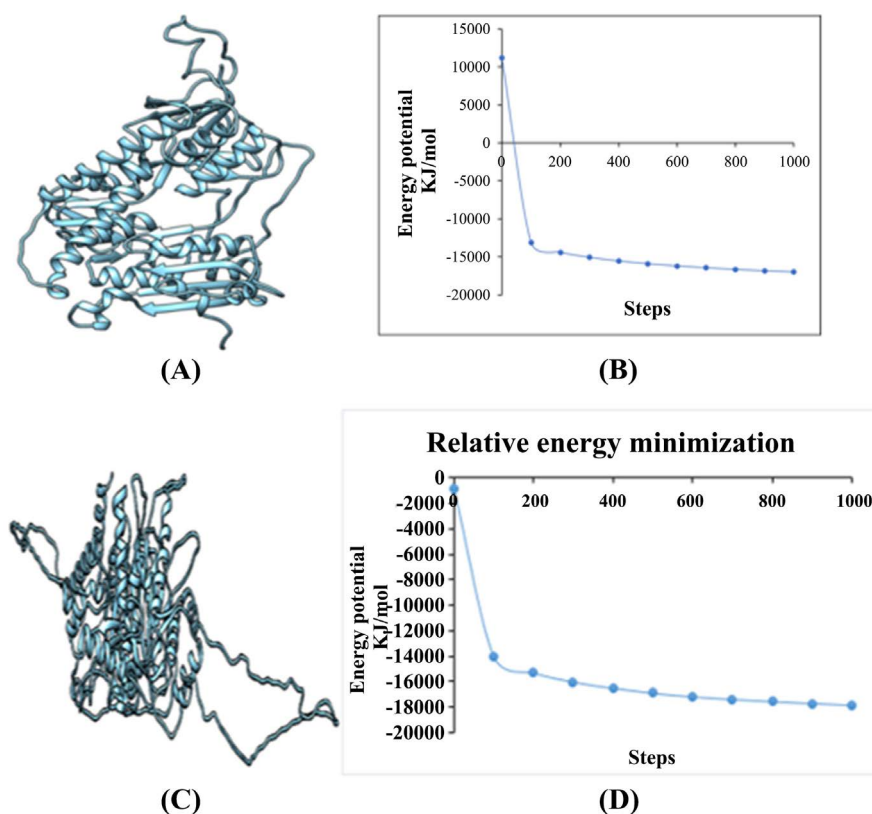 15000
10000
5000
0
-5000
-10000
-15000
-20000
0 200 400 600 800 1000
Energy potential
KJ/mol
Steps
(A)
(B)
Relative energy minimization
0
-2000
-4000
-6000
-8000
-10000
-12000
-14000
-16000
-18000
-20000
0 200 400 600 800 1000
Energy potential
KJ/mol
Steps
(C)
(D)